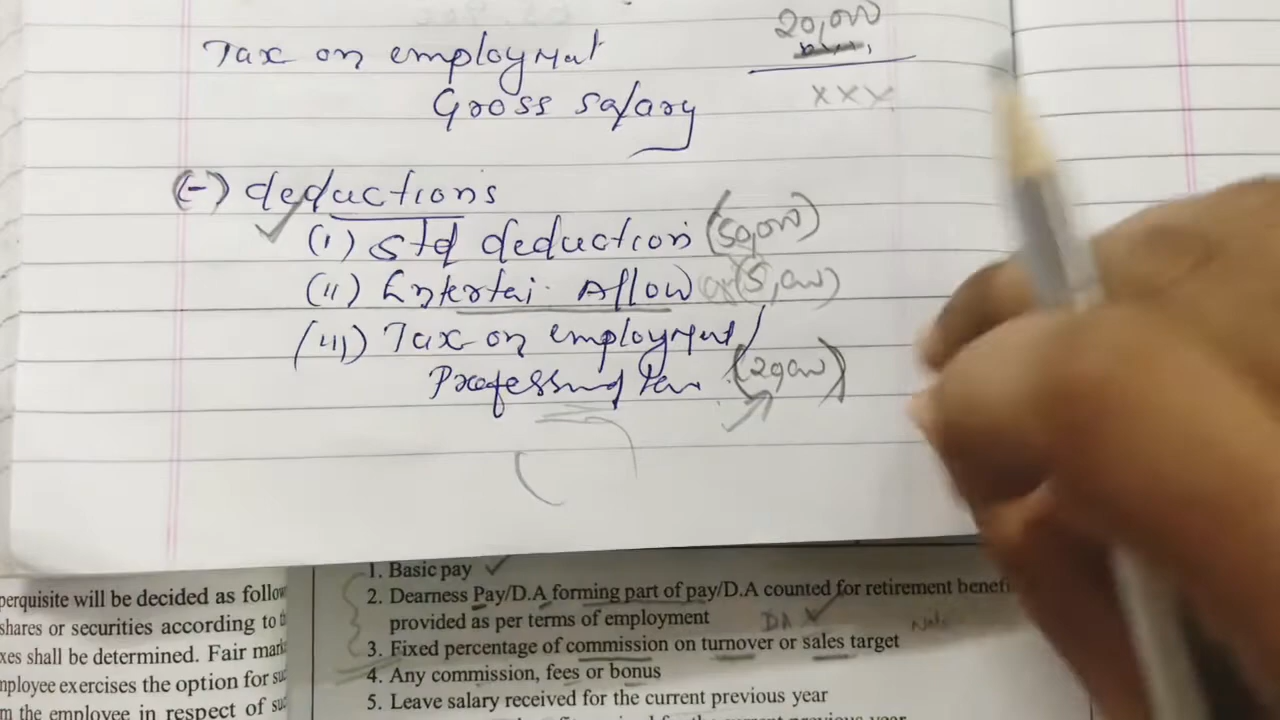 20,000
Tax on employmat
xxx
Gross salary
(-) deductions
(i) std deduction (50,000)
(ii) Entertai. Allow (5,000)
(iii) Tax on employment/
tax
1. Basic pay
perquisite will be decided as follow
2. Dearness Pay/D.A forming part of pay/D.A counted for retirement benefi
shares or securities according to
provided as per terms of employment DA
xes shall be determined. Fair mark
3. Fixed percentage of commission on turnover or sales target
mployee exercises the option for su
4. Any commission, fees or bonus
m the employee in respect of su
5. Leave salary received for the current previous year